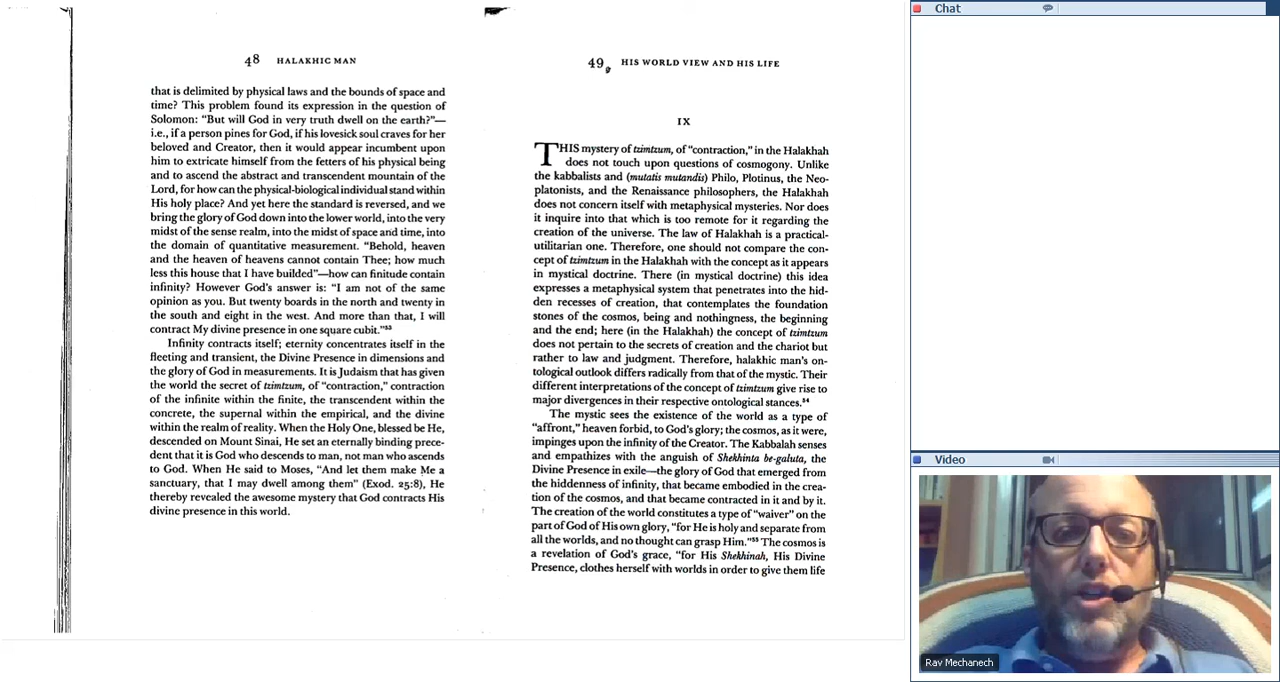 48 HALAKHIC MAN
that is delimited by physical laws and the bounds of space and
time? This problem found its expression in the question of
Solomon: “But will God in very truth dwell on the earth?”—
i.e., if a person pines for God, if his lovesick soul craves for her
beloved and Creator, then it would appear incumbent upon
him to extricate himself from the fetters of his physical being
and to ascend the abstract and transcendent mountain of the
Lord, for how can the physical-biological individual stand within
His holy place? And yet here the standard is reversed, and we
bring the glory of God down into the lower world, into the very
midst of the sense realm, into the midst of space and time, into
the domain of quantitative measurement. “Behold, heaven
and the heaven of heavens cannot contain Thee; how much
less this house that I have builded”—how can finitude contain
infinity? However God’s answer is: “I am not of the same
opinion as you. But twenty boards in the north and twenty in
the south and eight in the west. And more than that, I will
contract My divine presence in one square cubit.”⁵³
Infinity contracts itself; eternity concentrates itself in the
fleeting and transient, the Divine Presence in dimensions and
the glory of God in measurements. It is Judaism that has given
the world the secret of tzimtzum, of “contraction,” contraction
of the infinite within the finite, the transcendent within the
concrete, the supernal within the empirical, and the divine
within the realm of reality. When the Holy One, blessed be He,
descended on Mount Sinai, He set an eternally binding prece-
dent that it is God who descends to man, not man who ascends
to God. When He said to Moses, “And let them make Me a
sanctuary, that I may dwell among them” (Exod. 25:8), He
thereby revealed the awesome mystery that God contracts His
divine presence in this world.
49 HIS WORLD VIEW AND HIS LIFE
IX
THIS mystery of tzimtzum, of “contraction,” in the Halakhah
does not touch upon questions of cosmogony. Unlike
the kabbalists and (mutatis mutandis) Philo, Plotinus, the Neo-
platonists, and the Renaissance philosophers, the Halakhah
does not concern itself with metaphysical mysteries. Nor does
it inquire into that which is too remote for it regarding the
creation of the universe. The law of Halakhah is a practical-
utilitarian one. Therefore, one should not compare the con-
cept of tzimtzum in the Halakhah with the concept as it appears
in mystical doctrine. There (in mystical doctrine) this idea
expresses a metaphysical system that penetrates into the hid-
den recesses of creation, that contemplates the foundation
stones of the cosmos, being and nothingness, the beginning
and the end; here (in the Halakhah) the concept of tzimtzum
does not pertain to the secrets of creation and the chariot but
rather to law and judgment. Therefore, halakhic man’s on-
tological outlook differs radically from that of the mystic. Their
different interpretations of the concept of tzimtzum give rise to
major divergences in their respective ontological stances.⁵⁴
The mystic sees the existence of the world as a type of
“affront,” heaven forbid, to God’s glory; the cosmos, as it were,
impinges upon the infinity of the Creator. The Kabbalah senses
and empathizes with the anguish of Shekhinta be-galuta, the
Divine Presence in exile—the glory of God that emerged from
the hiddenness of infinity, that became embodied in the crea-
tion of the cosmos, and that became contracted in it and by it.
The creation of the world constitutes a type of “waiver” on the
part of God of His own glory, “for He is holy and separate from
all the worlds, and no thought can grasp Him.”⁵⁵ The cosmos is
a revelation of God’s grace, “for His Shekhinah, His Divine
Presence, clothes herself with worlds in order to give them life
Chat
Video
Rav Mechanech